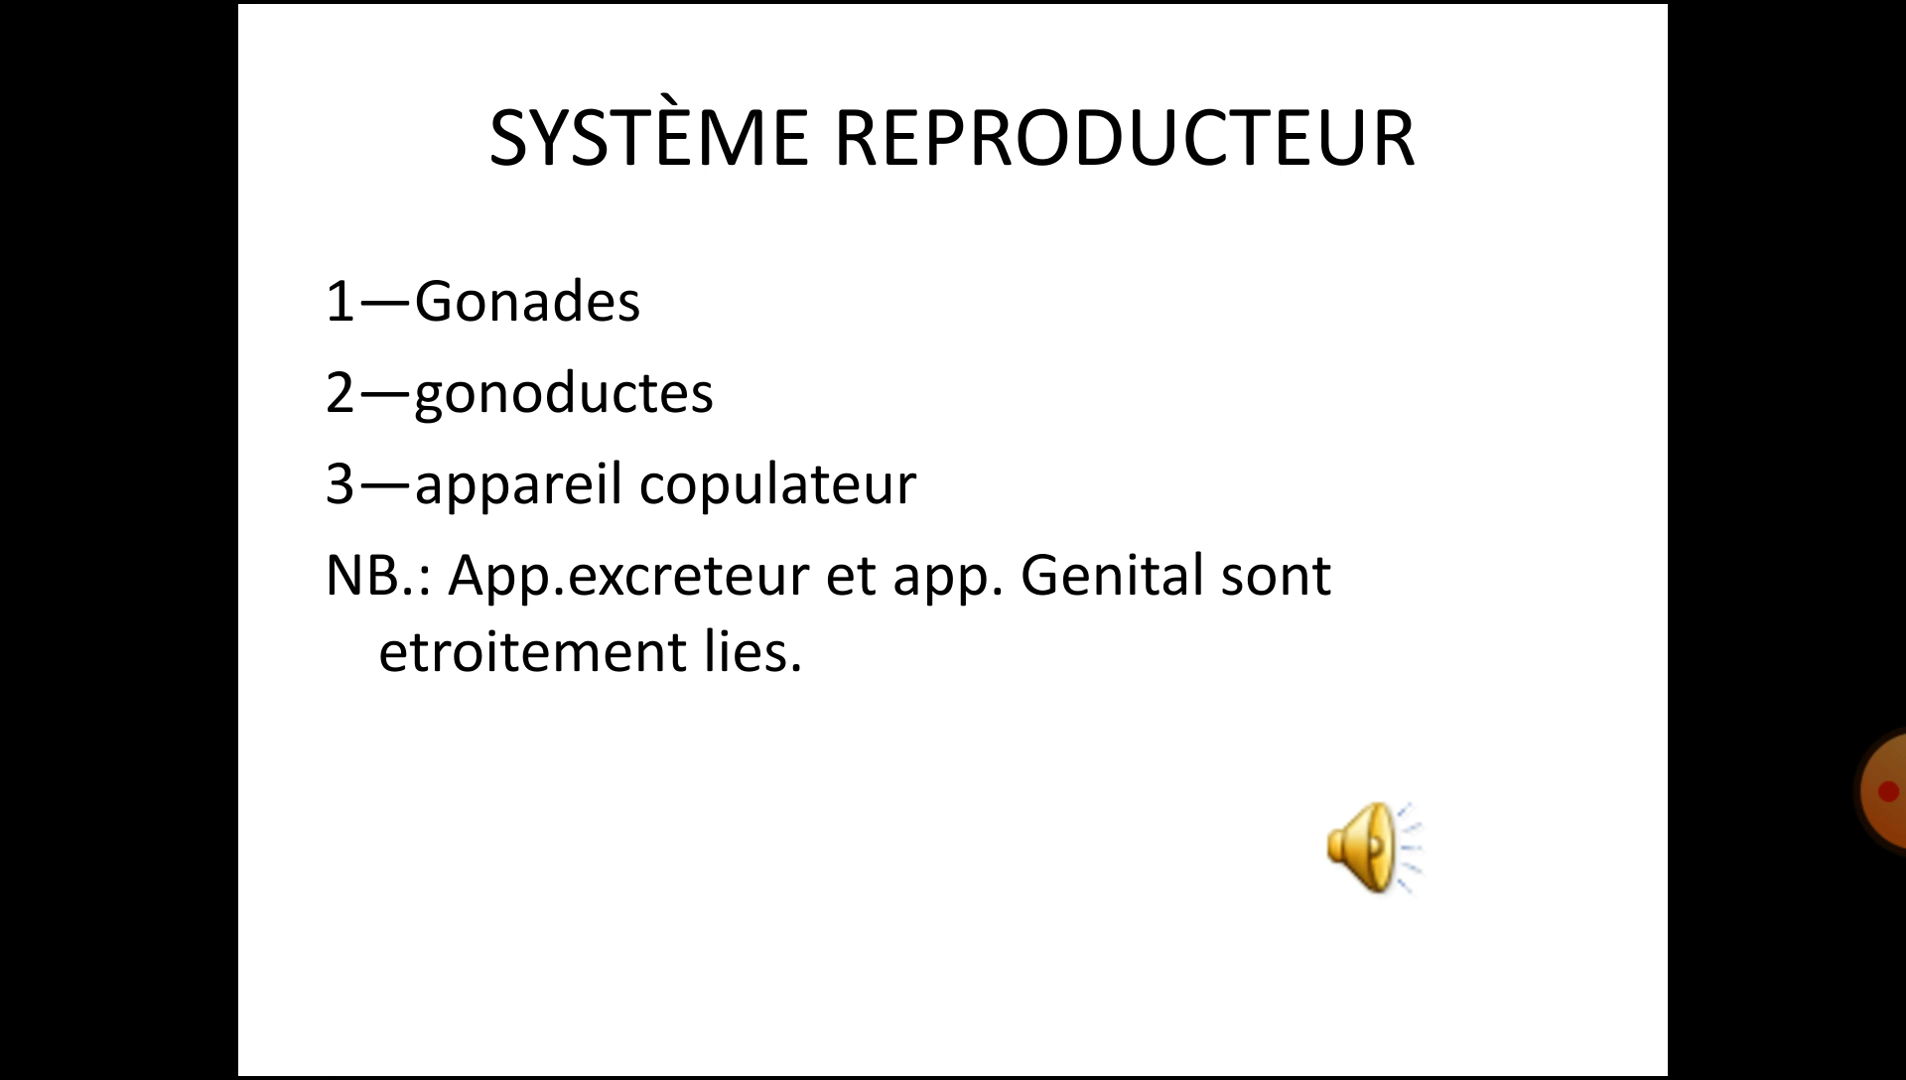 SYSTÈME REPRODUCTEUR
1—Gonades
2—gonoductes
3—appareil copulateur
NB.: App.excreteur et app. Genital sont
etroitement lies.